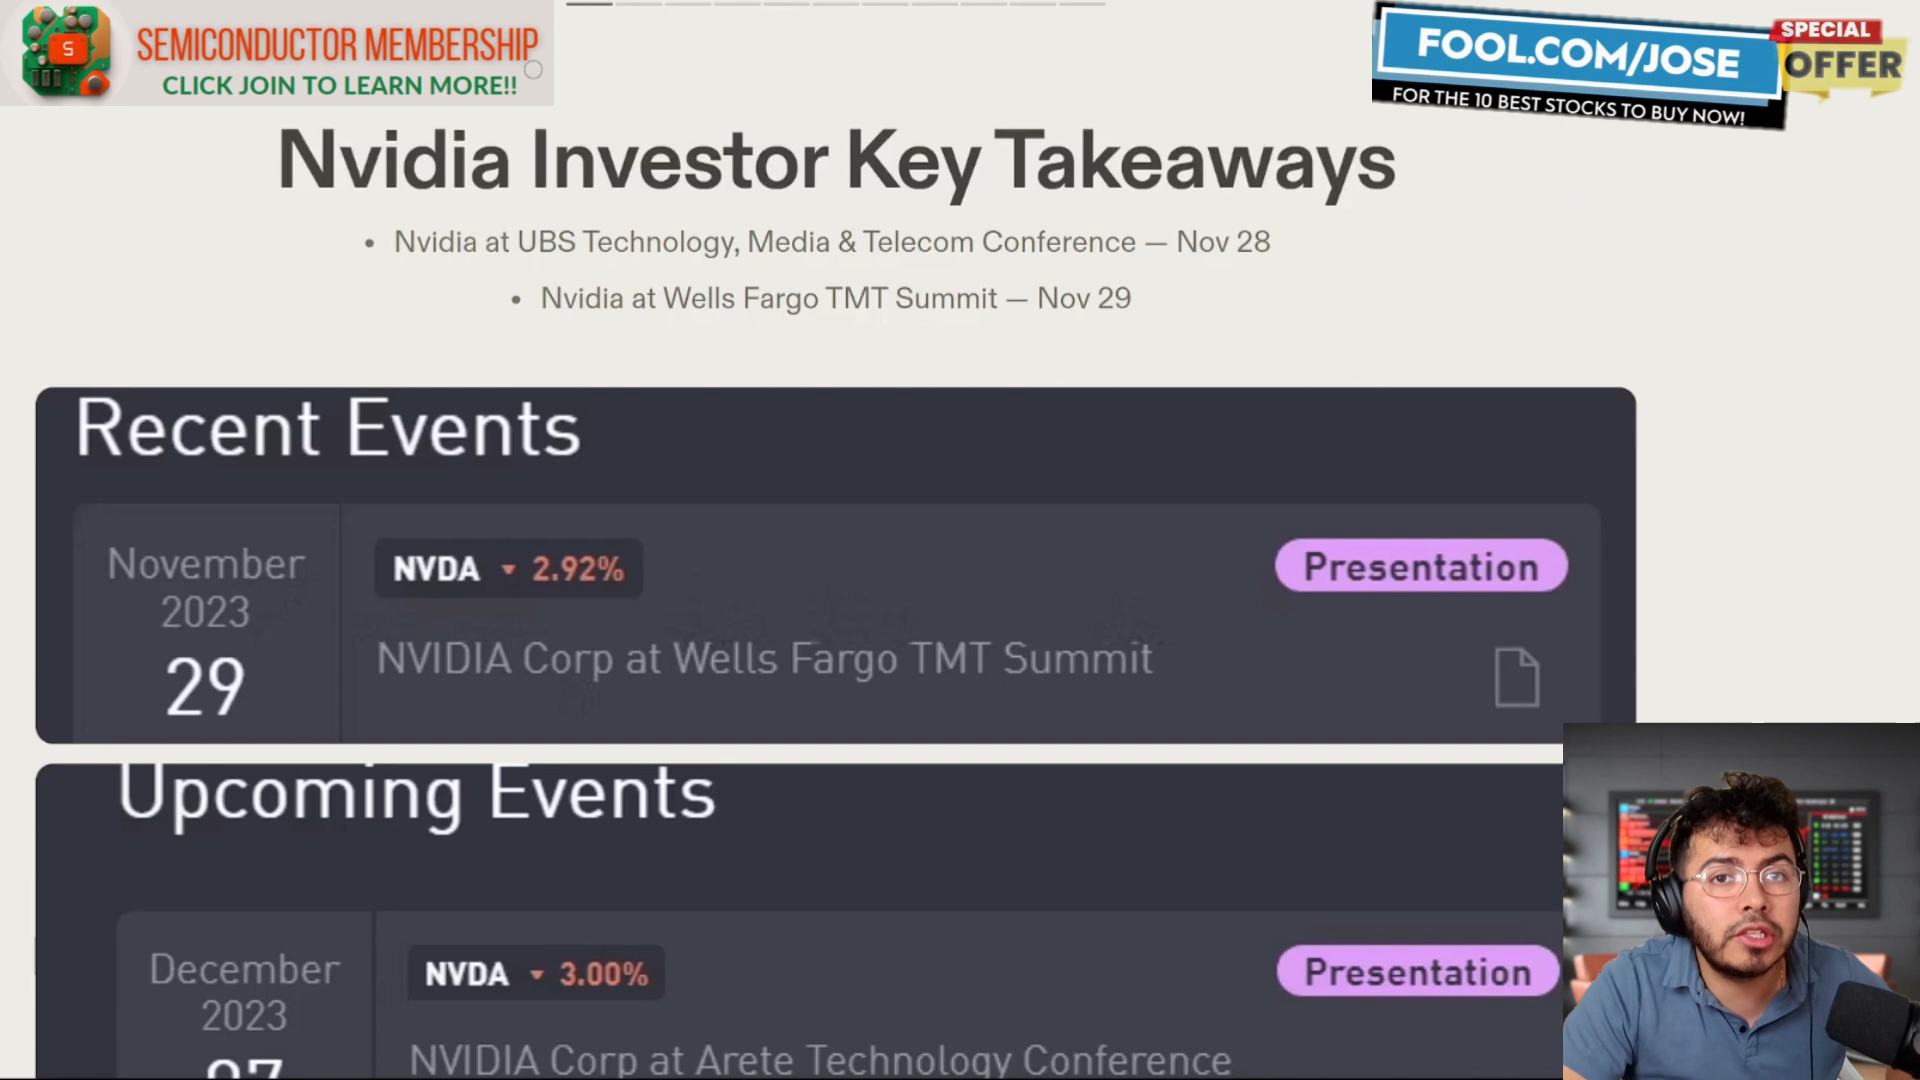 S
SEMICONDUCTOR MEMBERSHIP
CLICK JOIN TO LEARN MORE!!
SPECIAL
OFFER
FOOL.COM/JOSE
FOR THE 10 BEST STOCKS TO BUY NOW!
Nvidia Investor Key Takeaways
• Nvidia at UBS Technology, Media & Telecom Conference — Nov 28
• Nvidia at Wells Fargo TMT Summit — Nov 29
Recent Events
November
2023
29
NVDA ▾ 2.92%
Presentation
NVIDIA Corp at Wells Fargo TMT Summit
Upcoming Events
December
2023
NVDA ▾ 3.00%
Presentation
NVIDIA Corp at Arete Technology Conference